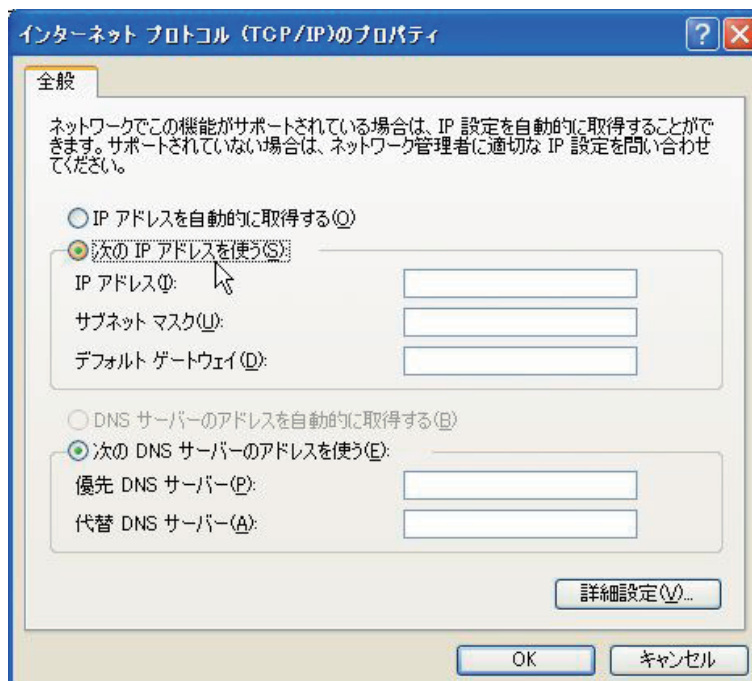 インターネット プロトコル (TCP/IP)のプロパティ
全般
ネットワークでこの機能がサポートされている場合は、IP 設定を自動的に取得することがで
きます。サポートされていない場合は、ネットワーク管理者に適切な IP 設定を問い合わせ
てください。
IP アドレスを自動的に取得する(O)
次の IP アドレスを使う(S):
IP アドレス(I):
サブネット マスク(U):
デフォルト ゲートウェイ(D):
DNS サーバーのアドレスを自動的に取得する(B)
次の DNS サーバーのアドレスを使う(E):
優先 DNS サーバー(P):
代替 DNS サーバー(A):
詳細設定(V)...
OK
キャンセル